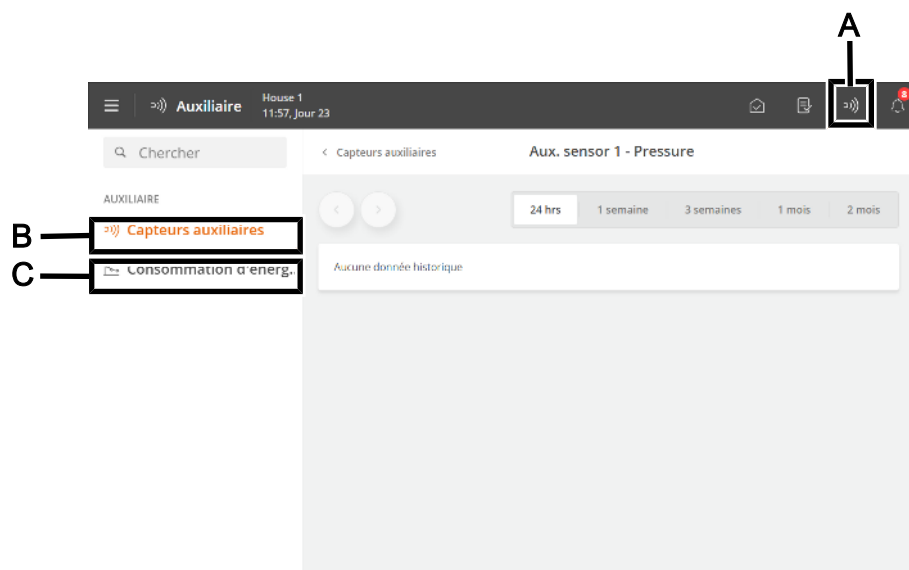 A
Auxiliaire
House 1
11:57, Jour 23
8
Chercher
Capteurs auxiliaires
Aux. sensor 1 - Pressure
AUXILIAIRE
24 hrs
1 semaine
3 semaines
1 mois
2 mois
B
Capteurs auxiliaires
C
Consommation d'énerg..
Aucune donnée historique